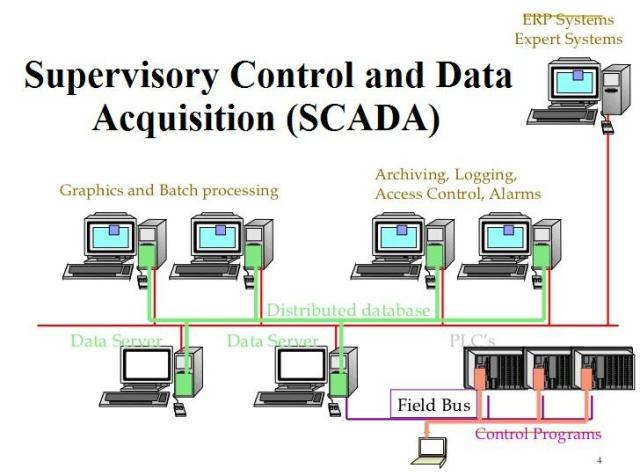 ERP Systems
Expert Systems
Supervisory Control and Data
Acquisition (SCADA)
Archiving, Logging,
Access Control, Alarms
Graphics and Batch processing
Distributed database
Data Server
Data Server
PLC's
Field Bus
Control Programs
4